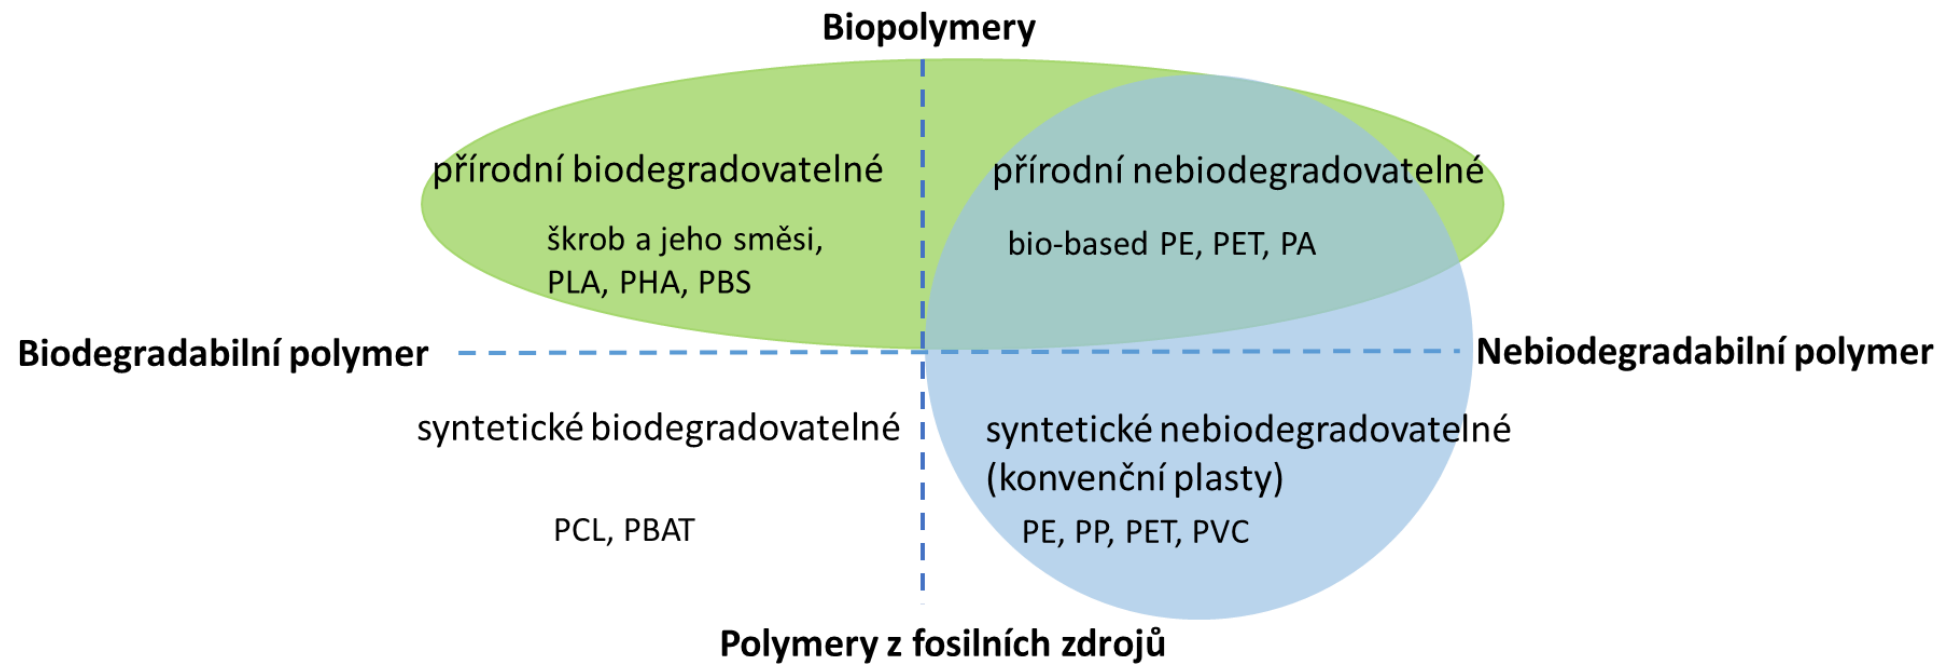 Biopolymery
přírodní biodegradovatelné
škrob a jeho směsi,
PLA, PHA, PBS
přírodní nebiodegradovatelné
bio-based PE, PET, PA
Biodegradabilní polymer
Nebiodegradabilní polymer
syntetické biodegradovatelné
PCL, PBAT
syntetické nebiodegradovatelné
(konvenční plasty)
PE, PP, PET, PVC
Polymery z fosilních zdrojů